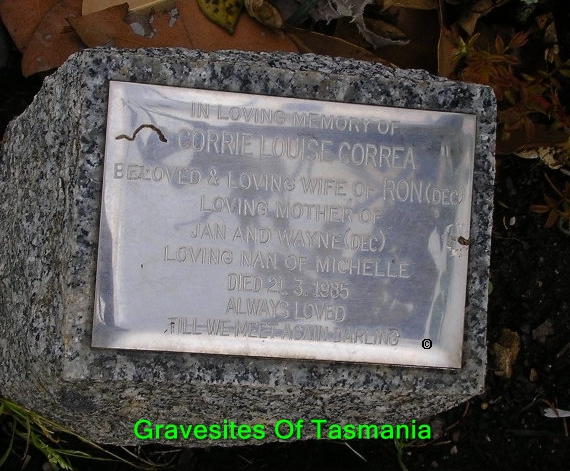 IN LOVING MEMORY OF
CORRIE LOUISE CORREA
BELOVED & LOVING WIFE OF RON (DEC)
LOVING MOTHER OF
JAN AND WAYNE (DEC)
LOVING NAN OF MICHELLE
DIED 21. 3. 1985
ALWAYS LOVED
TILL WE MEET AGAIN DARLING
©
Gravesites Of Tasmania